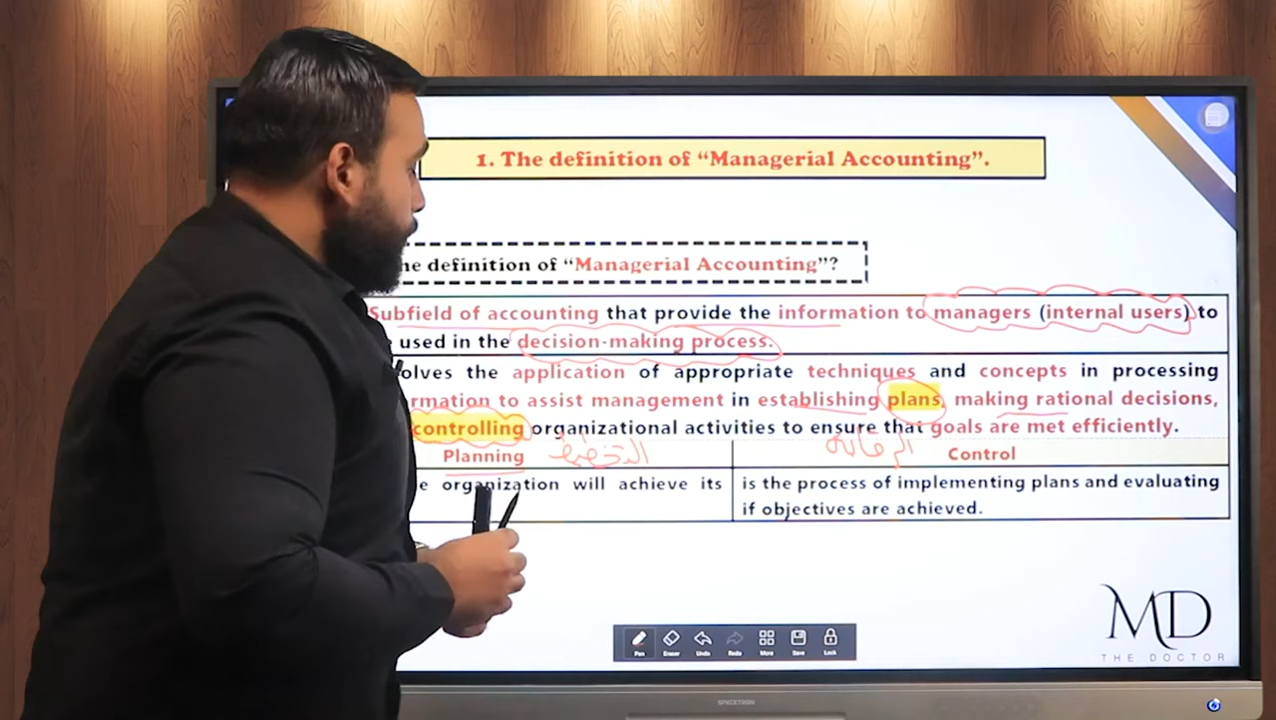 1. The definition of “Managerial Accounting”.
he definition of “Managerial Accounting”?
Subfield of accounting that provide the information to managers (internal users) to
used in the decision-making process.
olves the application of appropriate techniques and concepts in processing
rmation to assist management in establishing plans, making rational decisions,
controlling organizational activities to ensure that goals are met efficiently.
Planning التخطيط الرقابة Control
e organization will achieve its is the process of implementing plans and evaluating
if objectives are achieved.
MD
THE DOCTOR
Pen Eraser Undo Redo More Save Lock
SPECKTRON